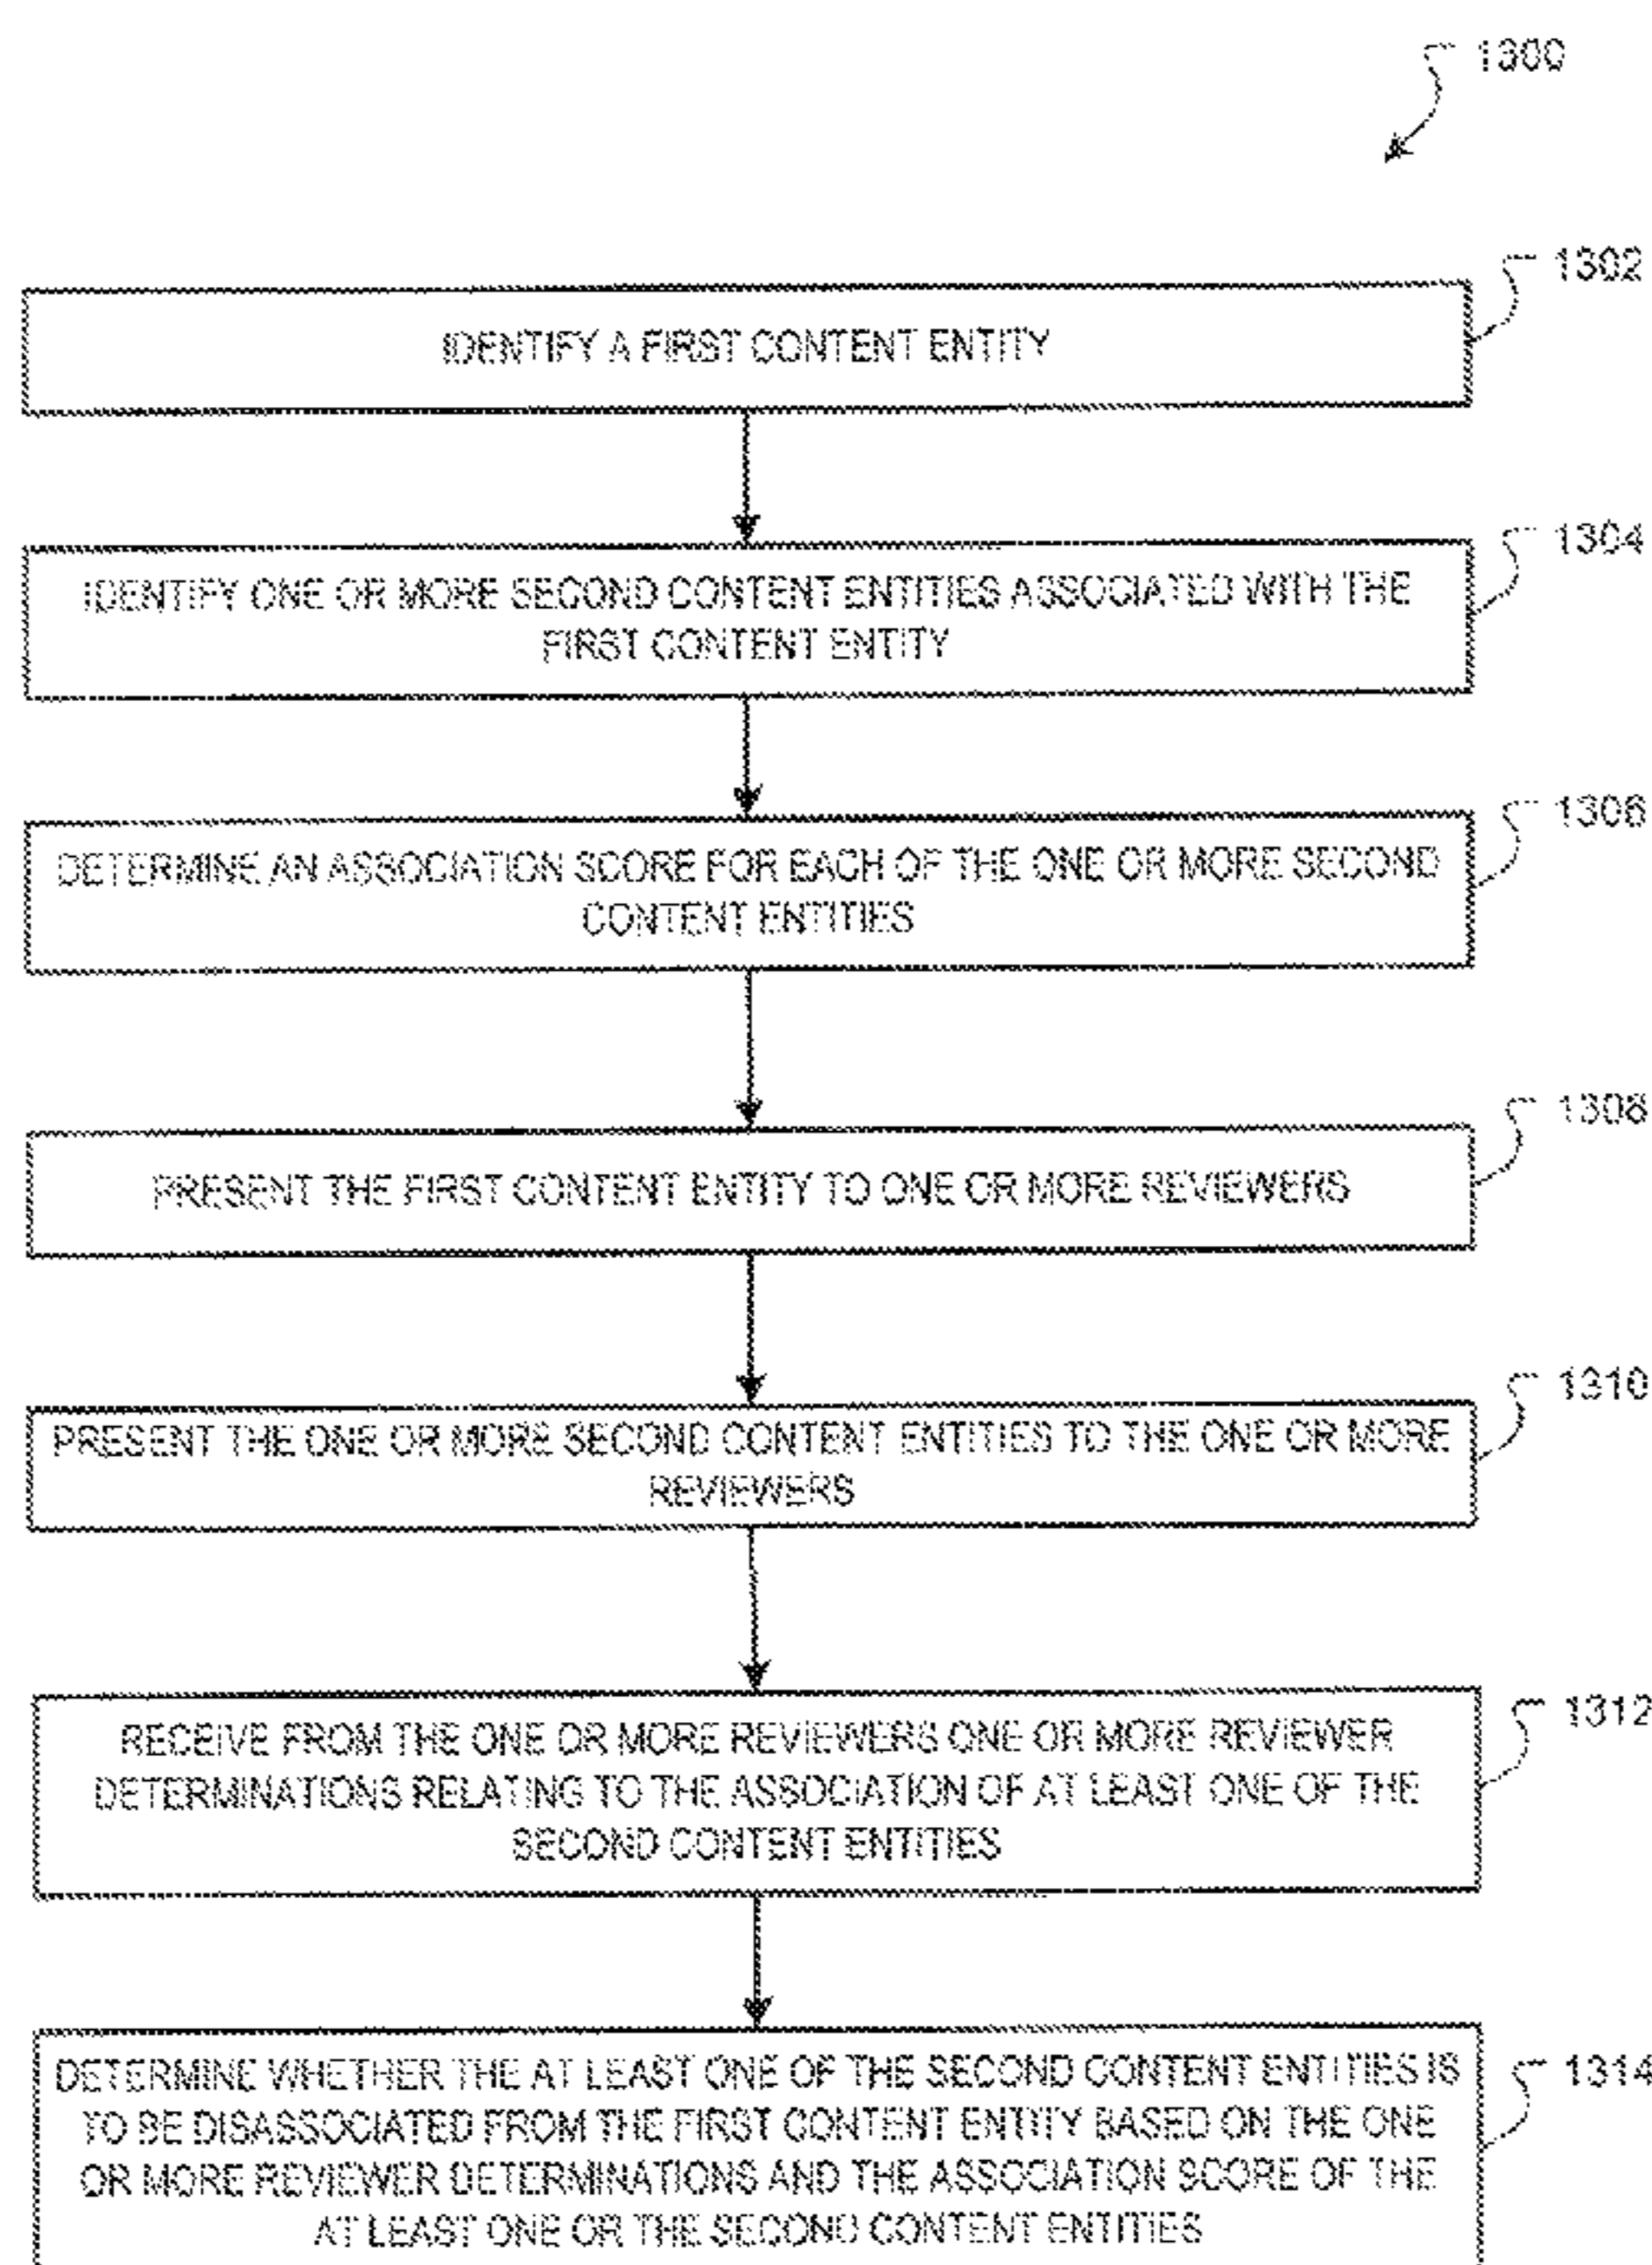 1300
1302
IDENTIFY A FIRST CONTENT ENTITY
1304
IDENTIFY ONE OR MORE SECOND CONTENT ENTITIES ASSOCIATED WITH THE
FIRST CONTENT ENTITY
1306
DETERMINE AN ASSOCIATION SCORE FOR EACH OF THE ONE OR MORE SECOND
CONTENT ENTITIES
1308
PRESENT THE FIRST CONTENT ENTITY TO ONE OR MORE REVIEWERS
1310
PRESENT THE ONE OR MORE SECOND CONTENT ENTITIES TO THE ONE OR MORE
REVIEWERS
1312
RECEIVE FROM THE ONE OR MORE REVIEWERS ONE OR MORE REVIEWER
DETERMINATIONS RELATING TO THE ASSOCIATION OF AT LEAST ONE OF THE
SECOND CONTENT ENTITIES
1314
DETERMINE WHETHER THE AT LEAST ONE OF THE SECOND CONTENT ENTITIES IS
TO BE DISASSOCIATED FROM THE FIRST CONTENT ENTITY BASED ON THE ONE
OR MORE REVIEWER DETERMINATIONS AND THE ASSOCIATION SCORE OF THE
AT LEAST ONE OR THE SECOND CONTENT ENTITIES